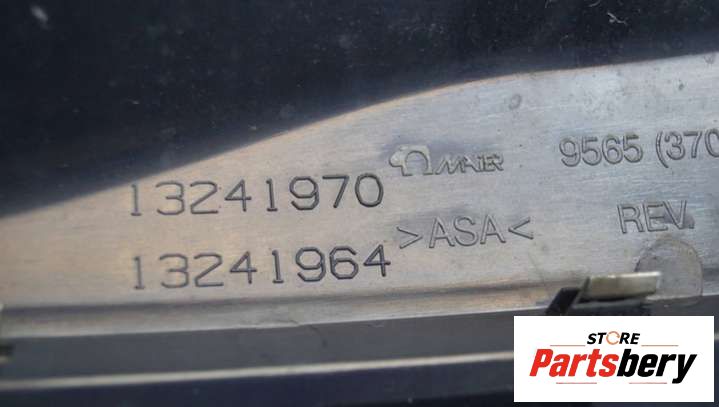 13241970
MAIER
9565 (370
13241964
>ASA<
REV.
STORE
Partsbery